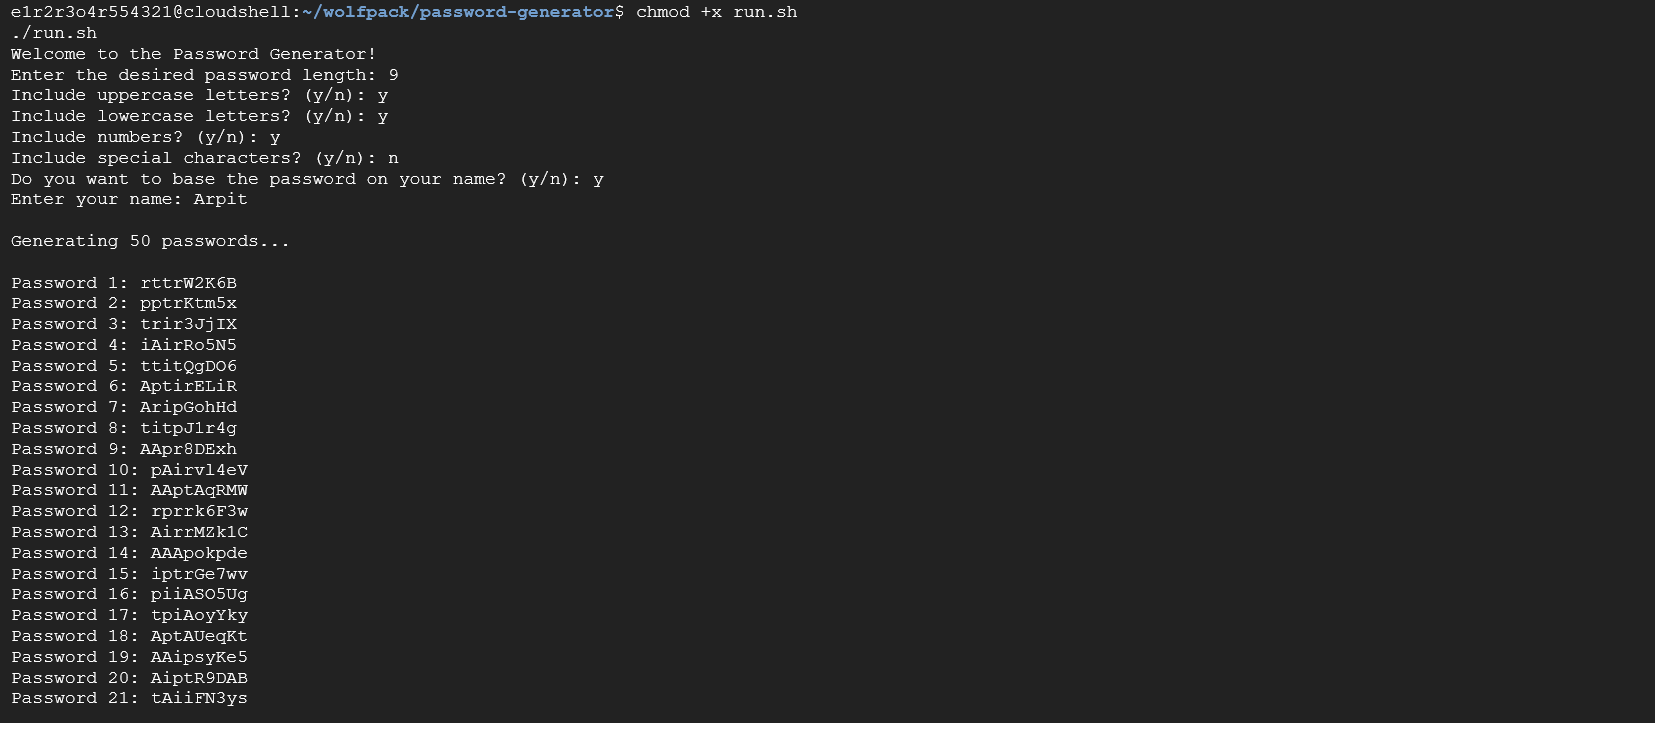 e1r2r3o4r554321@cloudshell:~/wolfpack/password-generator$ chmod +x run.sh
./run.sh
Welcome to the Password Generator!
Enter the desired password length: 9
Include uppercase letters? (y/n): y
Include lowercase letters? (y/n): y
Include numbers? (y/n): y
Include special characters? (y/n): n
Do you want to base the password on your name? (y/n): y
Enter your name: Arpit
Generating 50 passwords...
Password 1: rttrW2K6B
Password 2: pptrKtm5x
Password 3: trir3JjIX
Password 4: iAirRo5N5
Password 5: ttitQgDO6
Password 6: AptirELiR
Password 7: AripGohHd
Password 8: titpJ1r4g
Password 9: AApr8DExh
Password 10: pAirvl4eV
Password 11: AAptAqRMW
Password 12: rprrk6F3w
Password 13: AirrMZk1C
Password 14: AAApokpde
Password 15: iptrGe7wv
Password 16: piiASO5Ug
Password 17: tpiAoyYky
Password 18: AptAUeqKt
Password 19: AAipsyKe5
Password 20: AiptR9DAB
Password 21: tAiiFN3ys